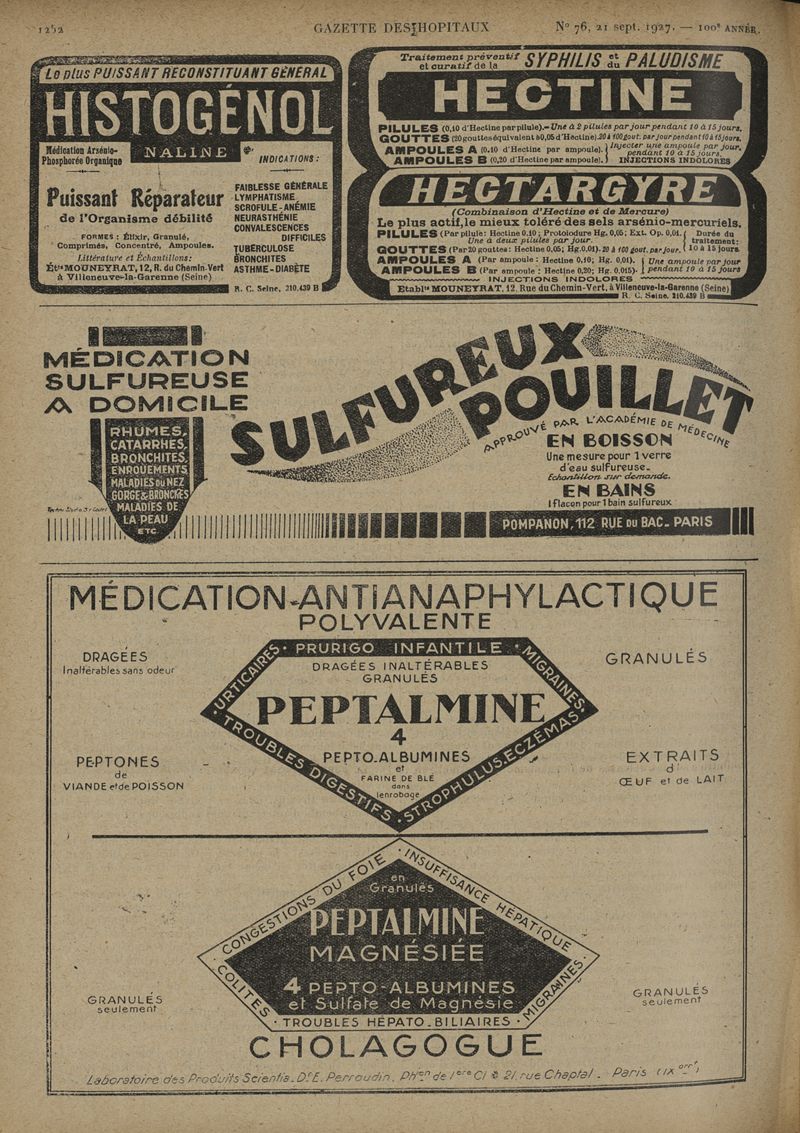 1252 GAZETTE DES HOPITAUX Nº 76, 21 sept. 1927. — 100e ANNÉE.
Le plus PUISSANT RECONSTITUANT GÉNÉRAL
HISTOGÉNOL
Médication Arsénio-
Phosphorée Organique
NALINE
INDICATIONS :
Puissant Réparateur
de l'Organisme débilité
FORMES : Élixir, Granulé,
Comprimés, Concentré, Ampoules.
Littérature et Échantillons :
Étts MOUNEYRAT, 12, R. du Chemin-Vert
à Villeneuve-la-Garenne (Seine)
FAIBLESSE GÉNÉRALE
LYMPHATISME
SCROFULE - ANÉMIE
NEURASTHÉNIE
CONVALESCENCES
DIFFICILES
TUBERCULOSE
BRONCHITES
ASTHME - DIABÈTE
R. C. Seine, 210.439 B
Traitement préventif et curatif de la SYPHILIS et du PALUDISME
HECTINE
PILULES (0,10 d'Hectine par pilule).- Une à 2 pilules par jour pendant 10 à 15 jours.
GOUTTES (20 gouttes équivalent à 0,05 d'Hectine). 20 à 100 gout. par jour pendant 10 à 15 jours.
AMPOULES A (0,10 d'Hectine par ampoule). Injecter une ampoule par jour,
pendant 10 à 15 jours.
AMPOULES B (0,20 d'Hectine par ampoule). INJECTIONS INDOLORES
HECTARGYRE
(Combinaison d'Hectine et de Mercure)
Le plus actif, le mieux toléré des sels arsénio-mercuriels.
PILULES (Par pilule : Hectine 0.10 ; Protoiodure Hg. 0,05 ; Ext. Op. 0,01.
Une à deux pilules par jour.
GOUTTES (Par 20 gouttes : Hectine 0,05 ; Hg. 0.01). 20 à 100 gout. par jour.
Durée du
traitement :
10 à 15 jours
AMPOULES A (Par ampoule : Hectine 0,10; Hg. 0,01).
AMPOULES B (Par ampoule : Hectine 0,20; Hg. 0,015).
Une ampoule par jour
pendant 10 à 15 jours
INJECTIONS INDOLORES
Etablts MOUNEYRAT, 12, Rue du Chemin-Vert, à Villeneuve-la-Garenne (Seine)
R. C. Seine, 210.439 B
MÉDICATION
SULFUREUSE
A DOMICILE
RHUMES,
CATARRHES,
BRONCHITES,
ENROUEMENTS
MALADIES DU NEZ
GORGE & BRONCHES
MALADIES DE
LA PEAU
ETC.
SULFUREUX
POUILLET
APPROUVÉ PAR L'ACADÉMIE DE MÉDECINE
EN BOISSON
Une mesure pour 1 verre
d'eau sulfureuse_
Échantillon sur demande.
EN BAINS
1 flacon pour 1 bain sulfureux
POMPANON, 112 RUE DU BAC_ PARIS
MÉDICATION-ANTIANAPHYLACTIQUE
POLYVALENTE
DRAGÉES
Inaltérables sans odeur
GRANULÉS
URTICAIRES · PRURIGO INFANTILE · MIGRAINES.
DRAGÉES INALTÉRABLES
GRANULÉS
PEPTALMINE
4
PEPTO-ALBUMINES
et
FARINE DE BLÉ
dans
lenrobage
TROUBLES DIGESTIFS · STROPHULUS.ECZÉMAS
PEPTONES
de
VIANDE et de POISSON
EXTRAITS
d'
ŒUF et de LAIT
CONGESTIONS DU FOIE · INSUFFISANCE HÉPATIQUE
en
Granulés
PEPTALMINE
MAGNÉSIÉE
4 PEPTO-ALBUMINES
et Sulfate de Magnésie
COLITES
MIGRAINES
· TROUBLES HÉPATO_BILIAIRES ·
GRANULÉS
seulement
GRANULÉS
seulement
CHOLAGOGUE
Laboratoire des Produits Scientia_ Dr E. Perraudin, Phien de 1ère Cl. 21, rue Chaptal_ Paris (IXe arrt)